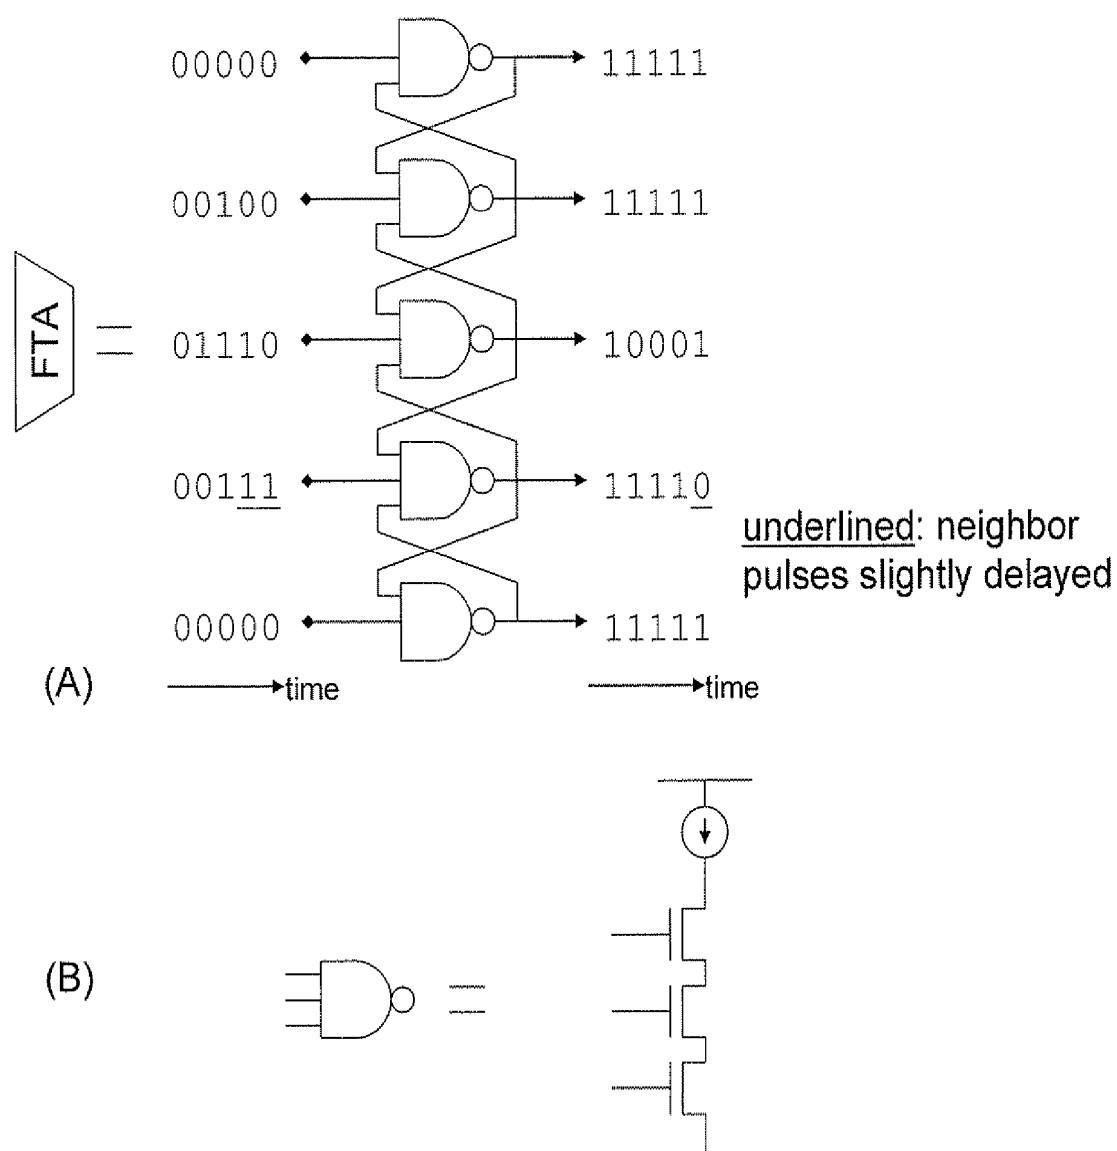 00000 11111
00100 11111
FTA
01110 10001
00111 11110
underlined: neighbor
pulses slightly delayed
00000 11111
(A)
time time
(B)